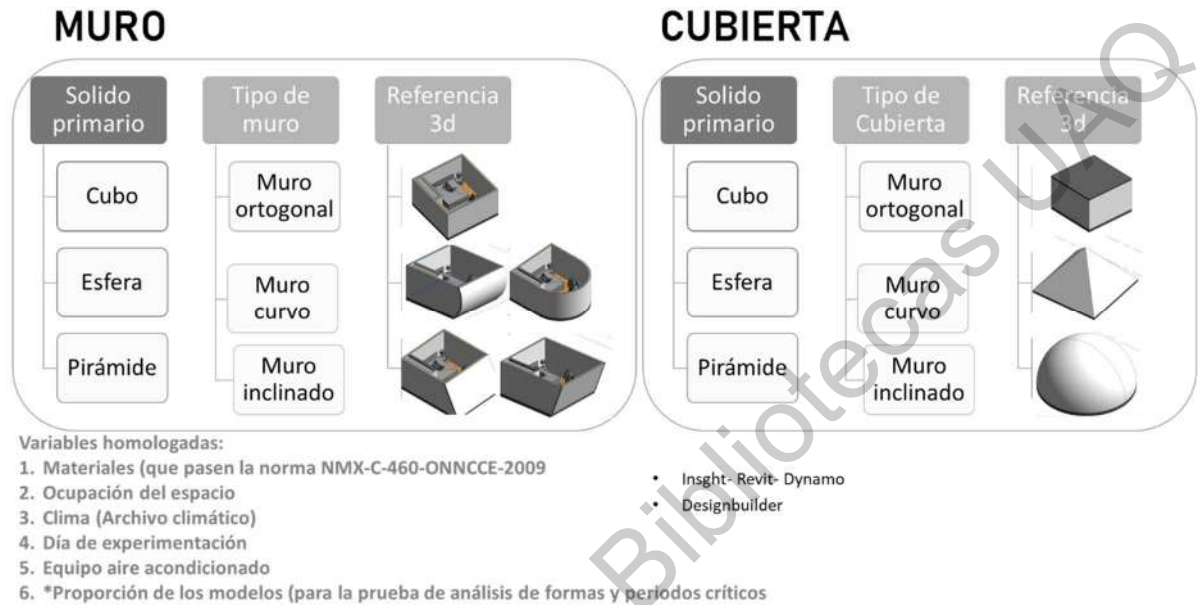 MURO
Solido primario
Tipo de muro
Referencia 3d
Cubo
Muro ortogonal
Esfera
Muro curvo
Pirámide
Muro inclinado
CUBIERTA
Solido primario
Tipo de Cubierta
Referencia 3d
Cubo
Muro ortogonal
Esfera
Muro curvo
Pirámide
Muro inclinado
Variables homologadas:
1. Materiales (que pasen la norma NMX-C-460-ONNCCE-2009
2. Ocupación del espacio
3. Clima (Archivo climático)
4. Día de experimentación
5. Equipo aire acondicionado
6. *Proporción de los modelos (para la prueba de análisis de formas y periodos críticos
• Insght- Revit- Dynamo
• Designbuilder
Bibliotecas UAQ